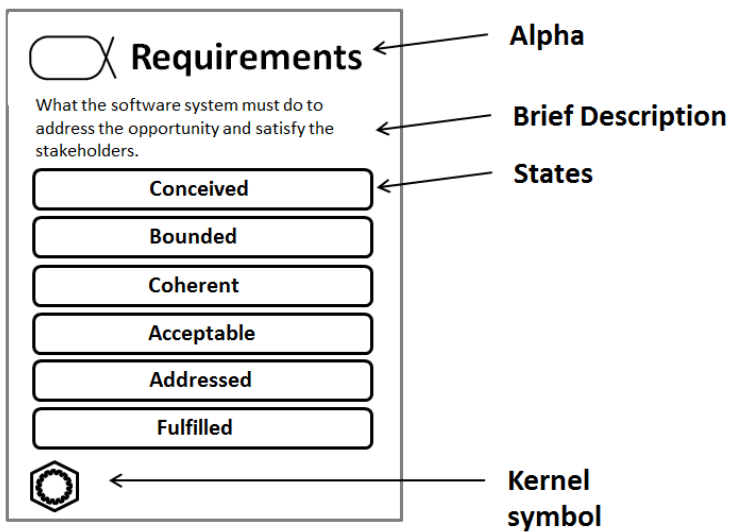 Requirements
Alpha
What the software system must do to
address the opportunity and satisfy the
stakeholders.
Brief Description
States
Conceived
Bounded
Coherent
Acceptable
Addressed
Fulfilled
Kernel
symbol